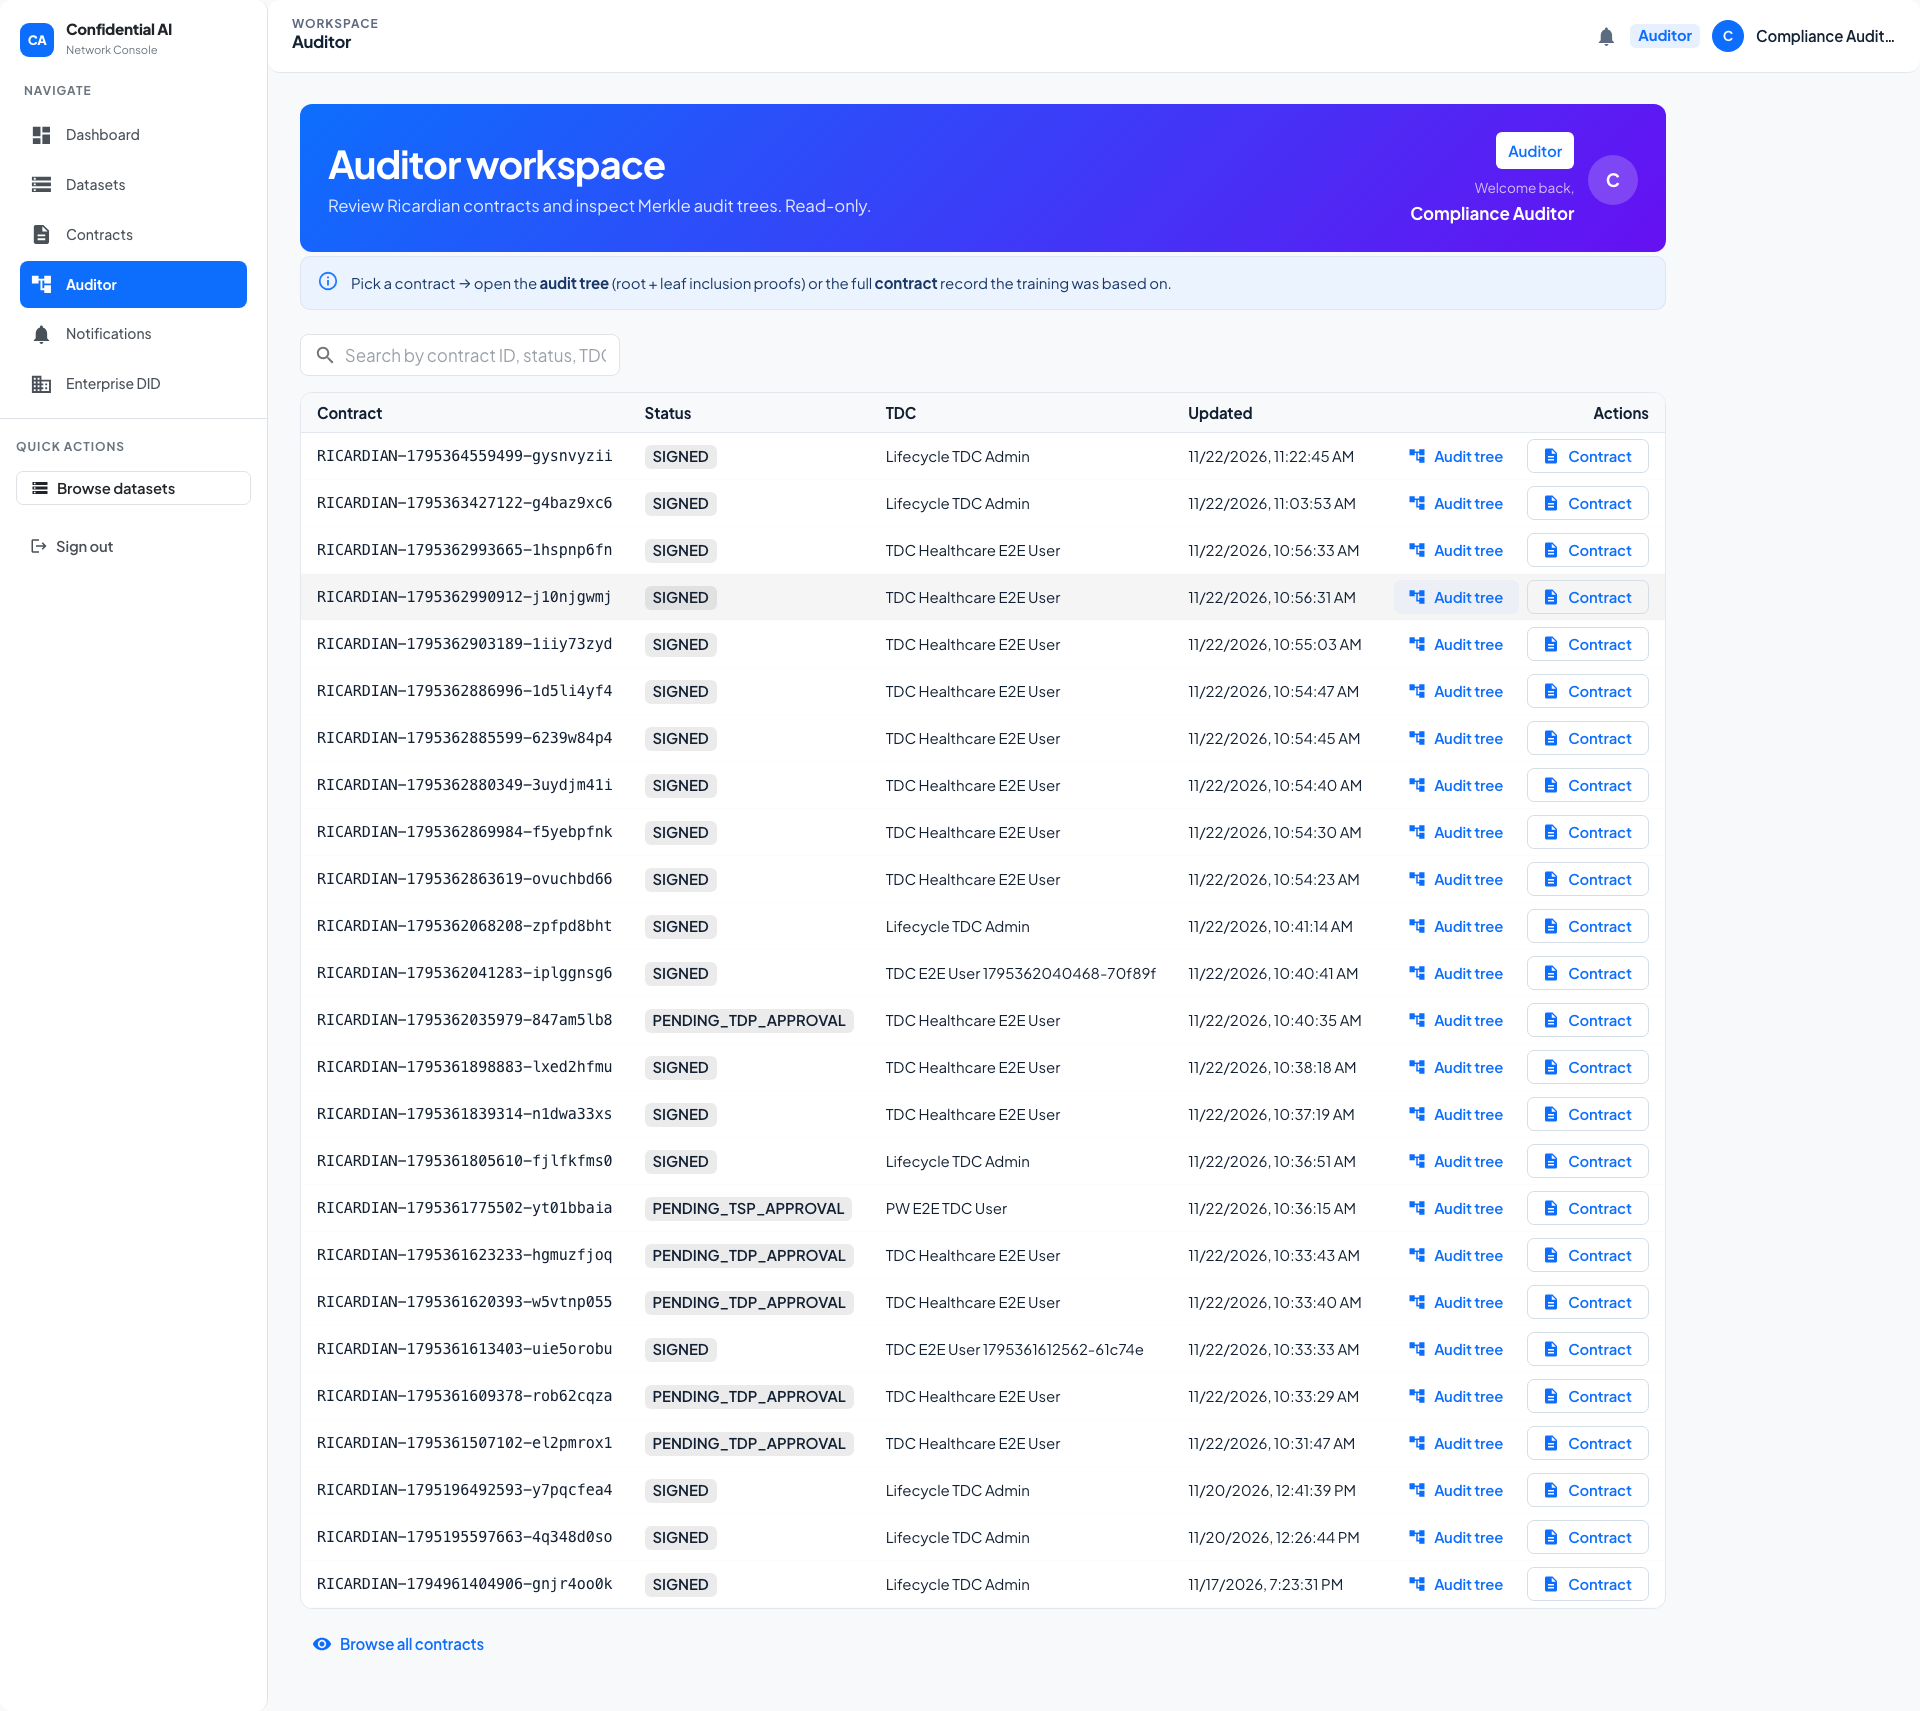 CA
Confidential AI
Network Console
NAVIGATE
Dashboard
Datasets
Contracts
Auditor
Notifications
Enterprise DID
QUICK ACTIONS
Browse datasets
Sign out
WORKSPACE
Auditor
Auditor
C
Compliance Audit...
Auditor workspace
Review Ricardian contracts and inspect Merkle audit trees. Read-only.
Auditor
Welcome back,
Compliance Auditor
C
Pick a contract → open the audit tree (root + leaf inclusion proofs) or the full contract record the training was based on.
Search by contract ID, status, TDC
Contract Status TDC Updated Actions
RICARDIAN-1795364559499-gysnvyzii SIGNED Lifecycle TDC Admin 11/22/2026, 11:22:45 AM Audit tree Contract
RICARDIAN-1795363427122-g4baz9xc6 SIGNED Lifecycle TDC Admin 11/22/2026, 11:03:53 AM Audit tree Contract
RICARDIAN-1795362993665-1hspnp6fn SIGNED TDC Healthcare E2E User 11/22/2026, 10:56:33 AM Audit tree Contract
RICARDIAN-1795362990912-j10njgwmj SIGNED TDC Healthcare E2E User 11/22/2026, 10:56:31 AM Audit tree Contract
RICARDIAN-1795362903189-1iiy73zyd SIGNED TDC Healthcare E2E User 11/22/2026, 10:55:03 AM Audit tree Contract
RICARDIAN-1795362886996-1d5li4yf4 SIGNED TDC Healthcare E2E User 11/22/2026, 10:54:47 AM Audit tree Contract
RICARDIAN-1795362885599-6239w84p4 SIGNED TDC Healthcare E2E User 11/22/2026, 10:54:45 AM Audit tree Contract
RICARDIAN-1795362880349-3uydjm41i SIGNED TDC Healthcare E2E User 11/22/2026, 10:54:40 AM Audit tree Contract
RICARDIAN-1795362869984-f5yebpfnk SIGNED TDC Healthcare E2E User 11/22/2026, 10:54:30 AM Audit tree Contract
RICARDIAN-1795362863619-ovuchbd66 SIGNED TDC Healthcare E2E User 11/22/2026, 10:54:23 AM Audit tree Contract
RICARDIAN-1795362068208-zpfpd8bht SIGNED Lifecycle TDC Admin 11/22/2026, 10:41:14 AM Audit tree Contract
RICARDIAN-1795362041283-iplggnsg6 SIGNED TDC E2E User 1795362040468-70f89f 11/22/2026, 10:40:41 AM Audit tree Contract
RICARDIAN-1795362035979-847am5lb8 PENDING_TDP_APPROVAL TDC Healthcare E2E User 11/22/2026, 10:40:35 AM Audit tree Contract
RICARDIAN-1795361898883-lxed2hfmu SIGNED TDC Healthcare E2E User 11/22/2026, 10:38:18 AM Audit tree Contract
RICARDIAN-1795361839314-n1dwa33xs SIGNED TDC Healthcare E2E User 11/22/2026, 10:37:19 AM Audit tree Contract
RICARDIAN-1795361805610-fjlfkfms0 SIGNED Lifecycle TDC Admin 11/22/2026, 10:36:51 AM Audit tree Contract
RICARDIAN-1795361775502-yt01bbaia PENDING_TSP_APPROVAL PW E2E TDC User 11/22/2026, 10:36:15 AM Audit tree Contract
RICARDIAN-1795361623233-hgmuzfjoq PENDING_TDP_APPROVAL TDC Healthcare E2E User 11/22/2026, 10:33:43 AM Audit tree Contract
RICARDIAN-1795361620393-w5vtnp055 PENDING_TDP_APPROVAL TDC Healthcare E2E User 11/22/2026, 10:33:40 AM Audit tree Contract
RICARDIAN-1795361613403-uie5orobu SIGNED TDC E2E User 1795361612562-61c74e 11/22/2026, 10:33:33 AM Audit tree Contract
RICARDIAN-1795361609378-rob62cqza PENDING_TDP_APPROVAL TDC Healthcare E2E User 11/22/2026, 10:33:29 AM Audit tree Contract
RICARDIAN-1795361507102-el2pmrox1 PENDING_TDP_APPROVAL TDC Healthcare E2E User 11/22/2026, 10:31:47 AM Audit tree Contract
RICARDIAN-1795196492593-y7pqcfea4 SIGNED Lifecycle TDC Admin 11/20/2026, 12:41:39 PM Audit tree Contract
RICARDIAN-1795195597663-4q348d0so SIGNED Lifecycle TDC Admin 11/20/2026, 12:26:44 PM Audit tree Contract
RICARDIAN-1794961404906-gnjr4oo0k SIGNED Lifecycle TDC Admin 11/17/2026, 7:23:31 PM Audit tree Contract
Browse all contracts